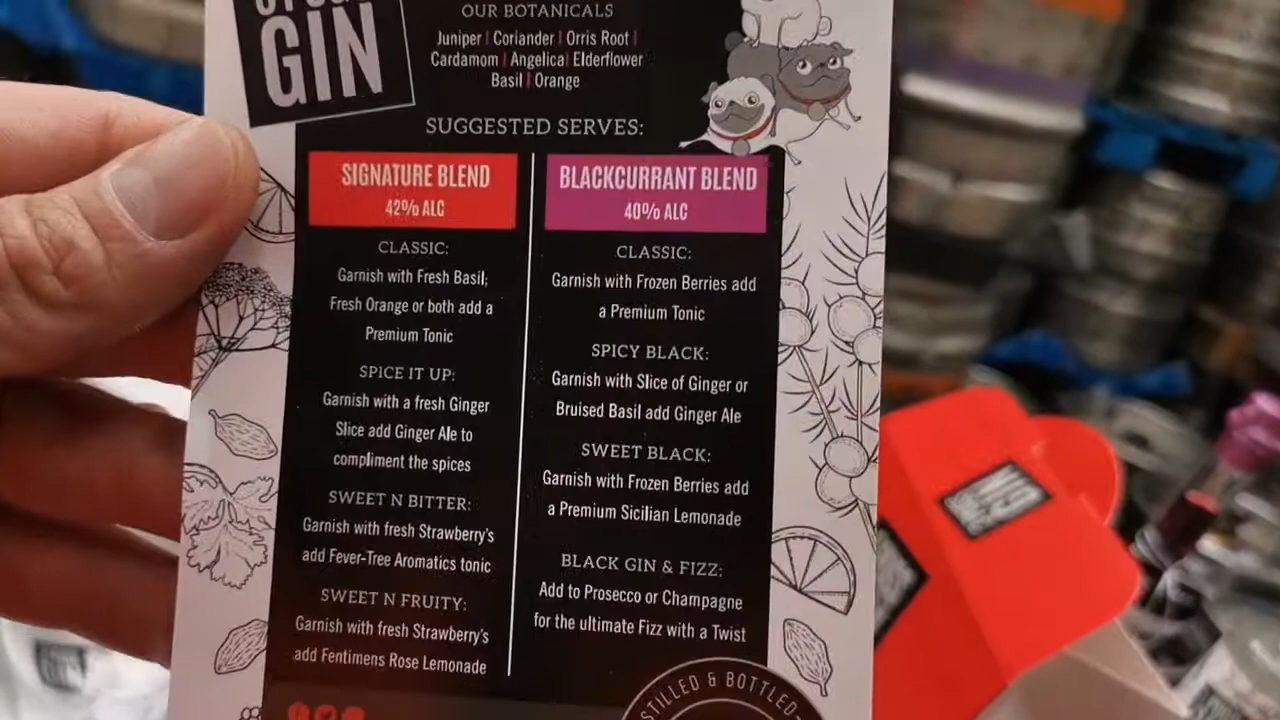 GIN
OUR BOTANICALS
Juniper | Coriander | Orris Root |
Cardamom | Angelica | Elderflower
Basil | Orange
SUGGESTED SERVES:
SIGNATURE BLEND
42% ALC
CLASSIC:
Garnish with Fresh Basil;
Fresh Orange or both add a
Premium Tonic
SPICE IT UP:
Garnish with a fresh Ginger
Slice add Ginger Ale to
compliment the spices
SWEET N BITTER:
Garnish with fresh Strawberry's
add Fever-Tree Aromatics tonic
SWEET N FRUITY:
Garnish with fresh Strawberry's
add Fentimens Rose Lemonade
BLACKCURRANT BLEND
40% ALC
CLASSIC:
Garnish with Frozen Berries add
a Premium Tonic
SPICY BLACK:
Garnish with Slice of Ginger or
Bruised Basil add Ginger Ale
SWEET BLACK:
Garnish with Frozen Berries add
a Premium Sicilian Lemonade
BLACK GIN & FIZZ:
Add to Prosecco or Champagne
for the ultimate Fizz with a Twist
STILLED & BOTTLED